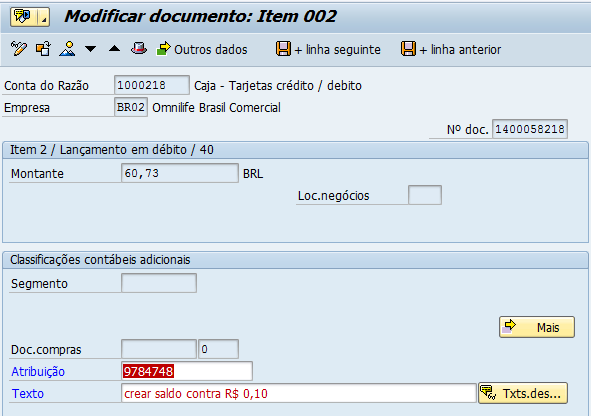 Modificar documento: Item 002
Outros dados + linha seguinte + linha anterior
Conta do Razão 1000218 Caja - Tarjetas crédito / debito
Empresa BR02 Omnilife Brasil Comercial
Nº doc. 1400058218
Item 2 / Lançamento em débito / 40
Montante 60,73 BRL
Loc.negócios
Classificações contábeis adicionais
Segmento
Mais
Doc.compras 0
Atribuição 9784748
Texto crear saldo contra R$ 0,10 Txts.des...